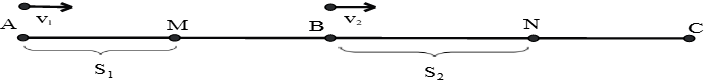 v₁ v₂
A M B N C
S₁ S₂